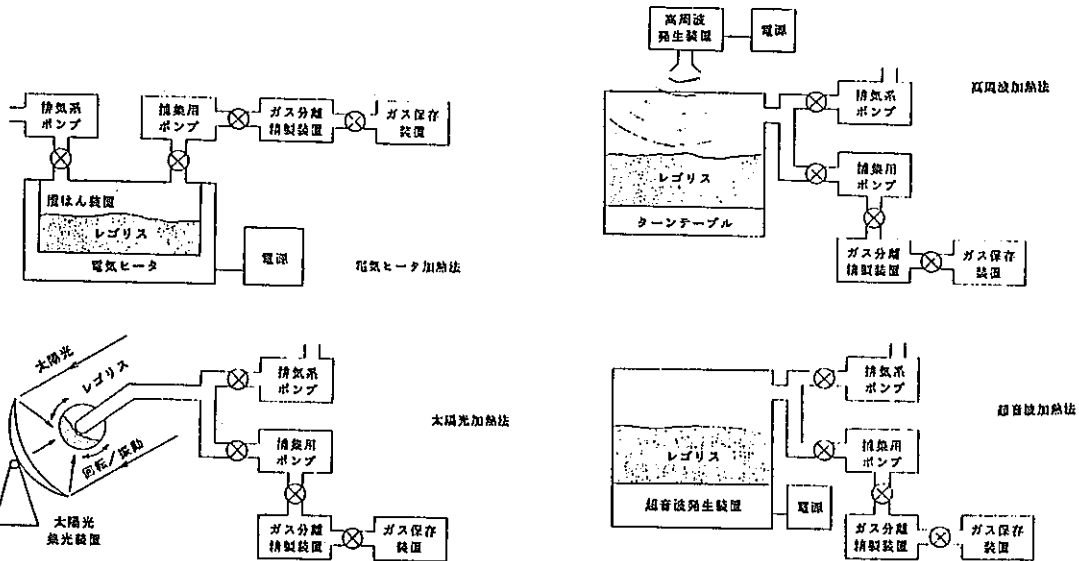 排気系
ポンプ
捕集用
ポンプ
ガス分離
精製装置
ガス保存
装置
撹はん装置
レゴリス
電気ヒータ
電源
電気ヒータ加熱法
高周波
発生装置
電源
レゴリス
ターンテーブル
排気系
ポンプ
捕集用
ポンプ
ガス分離
精製装置
ガス保存
装置
高周波加熱法
太陽光
レゴリス
回転/振動
太陽光
集光装置
排気系
ポンプ
捕集用
ポンプ
ガス分離
精製装置
ガス保存
装置
太陽光加熱法
レゴリス
超音波発生装置
電源
排気系
ポンプ
捕集用
ポンプ
ガス分離
精製装置
ガス保存
装置
超音波加熱法